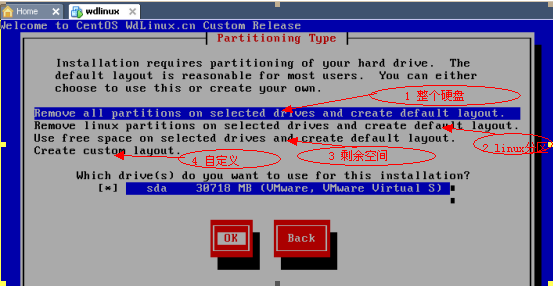 Home
wdlinux
Welcome to CentOS WdLinux.cn Custom Release
Partitioning Type
Installation requires partitioning of your hard drive. The
default layout is reasonable for most users. You can either
choose to use this or create your own.
1 整个硬盘
Remove all partitions on selected drives and create default layout.
Remove linux partitions on selected drives and create default layout.
Use free space on selected drives and create default layout.
2 linux分区
Create custom layout.
4 自定义
3 剩余空间
Which drive(s) do you want to use for this installation?
[*] sda 30718 MB (VMware, VMware Virtual S)
OK
Back